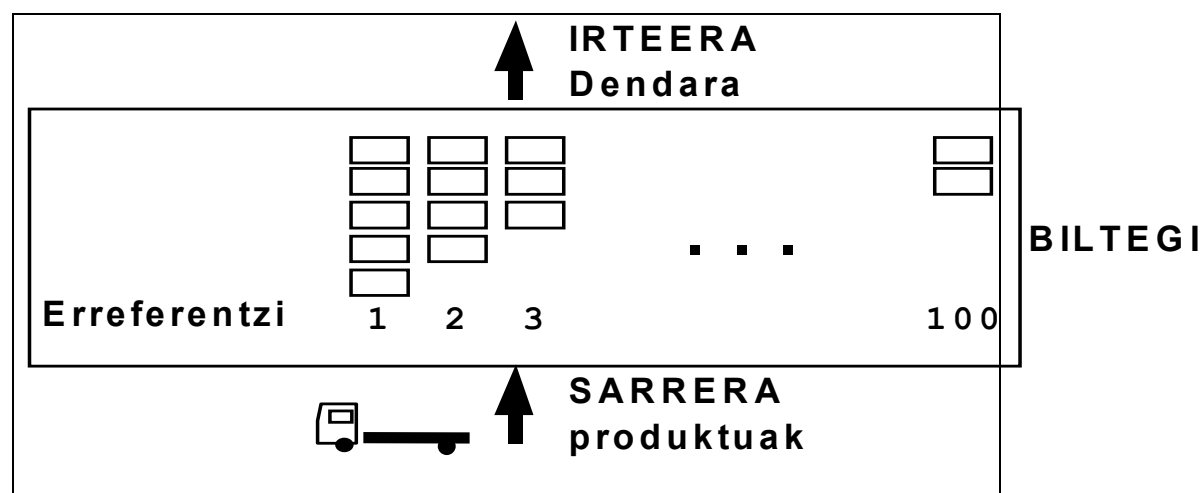 IRTEERA
Dendara
BILTEGI
Erreferentzi 1 2 3 . . . 100
SARRERA
produktuak